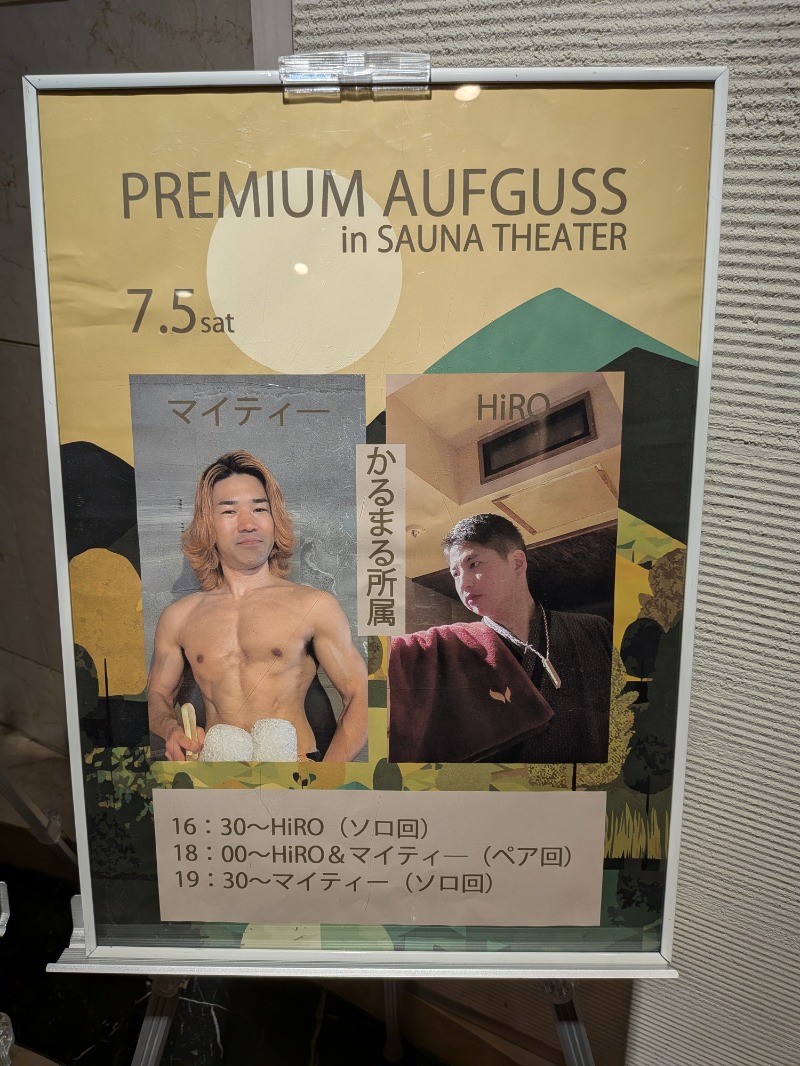 PREMIUM AUFGUSS
in SAUNA THEATER
7.5sat
マイティー
HiRO
かるまる所属
16：30〜HiRO（ソロ回）
18：00〜HiRO＆マイティー（ペア回）
19：30〜マイティー（ソロ回）